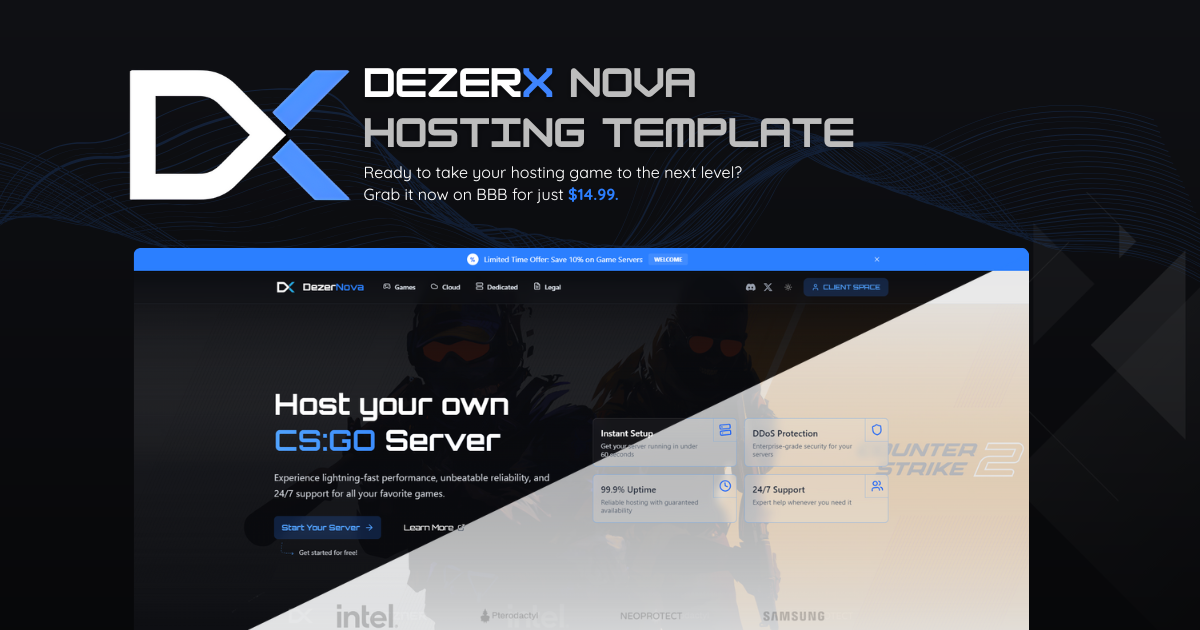 DX
DEZERX NOVA
HOSTING TEMPLATE
Ready to take your hosting game to the next level?
Grab it now on BBB for just $14.99.
Limited Time Offer: Save 10% on Game Servers WELCOME
DX DezerNova Games Cloud Dedicated Legal CLIENT SPACE
Host your own
CS:GO Server
Experience lightning-fast performance, unbeatable reliability, and
24/7 support for all your favorite games.
Start Your Server
Learn More
Get started for free!
Instant Setup
Get your server running in under
60 seconds
DDoS Protection
Enterprise-grade security for your
servers
99.9% Uptime
Reliable hosting with guaranteed
availability
24/7 Support
Expert help whenever you need it
COUNTER
STRIKE 2
intel.
Pterodactyl
intel
NEOPROTECT
SAMSUNG